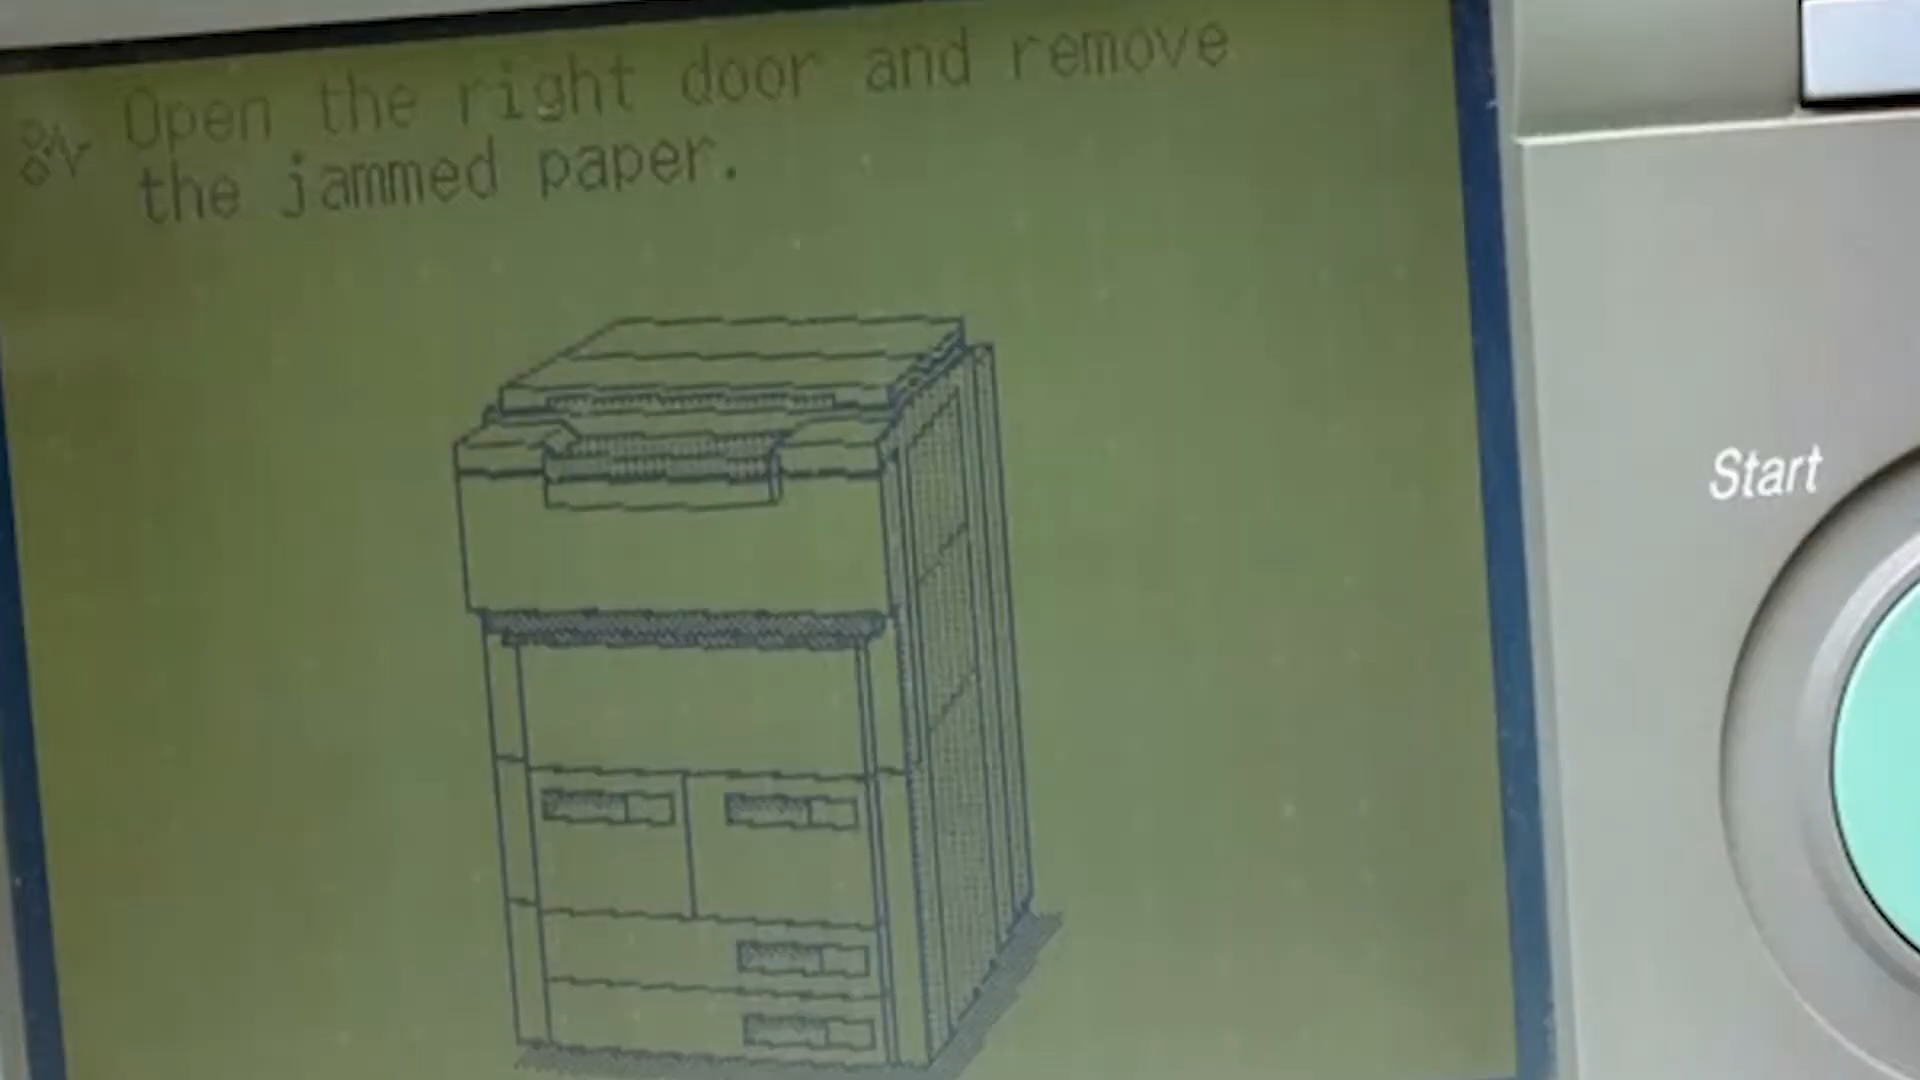 Open the right door and remove
the jammed paper.
Start